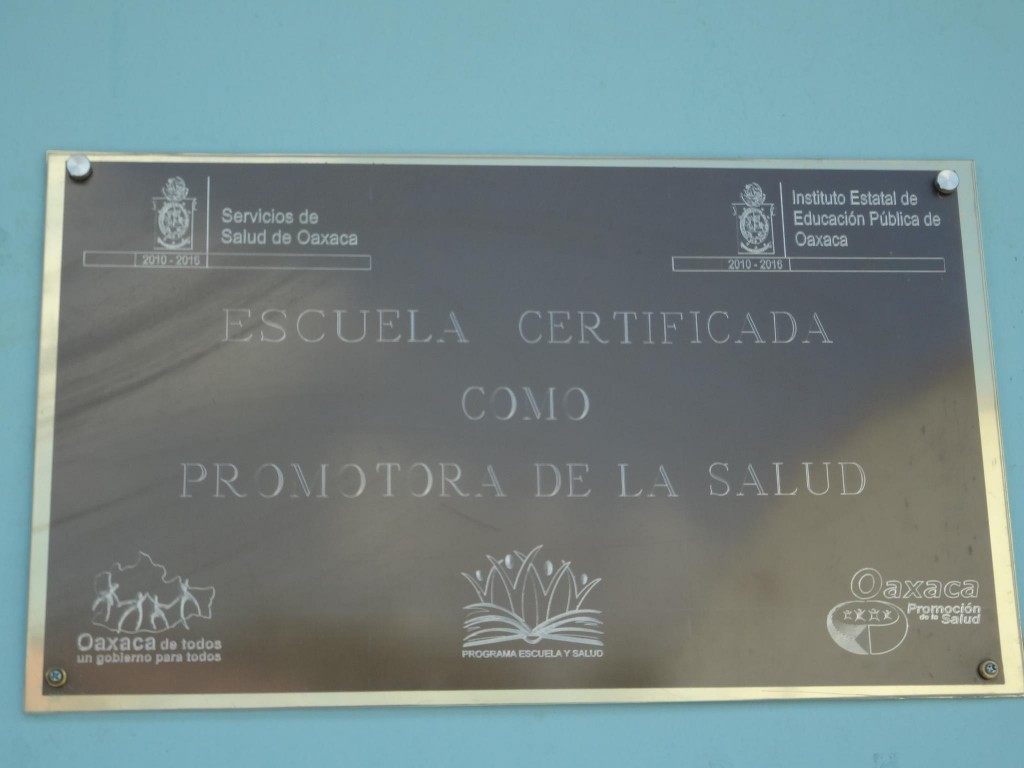 Servicios de
Salud de Oaxaca
2010 - 2016
Instituto Estatal de
Educación Pública de
Oaxaca
2010 - 2016
ESCUELA CERTIFICADA
COMO
PROMOTORA DE LA SALUD
Oaxaca de todos
un gobierno para todos
PROGRAMA ESCUELA Y SALUD
Oaxaca
Promoción
de la Salud